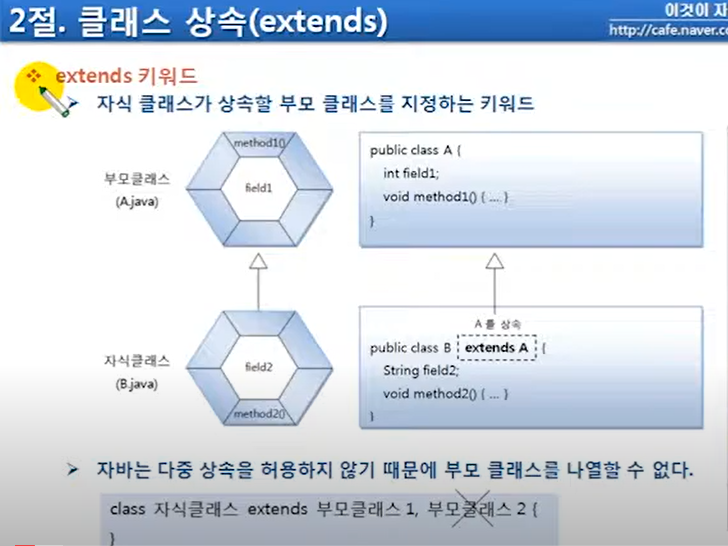 2절. 클래스 상속(extends)
이것이 자
http://cafe.naver.co
extends 키워드
자식 클래스가 상속할 부모 클래스를 지정하는 키워드
부모클래스
(A.java)
method1()
field1
public class A {
int field1;
void method1() { ... }
}
자식클래스
(B.java)
field2
method2()
A를 상속
public class B extends A {
String field2;
void method2() { ... }
}
자바는 다중 상속을 허용하지 않기 때문에 부모 클래스를 나열할 수 없다.
class 자식클래스 extends 부모클래스1, 부모클래스2 {
}